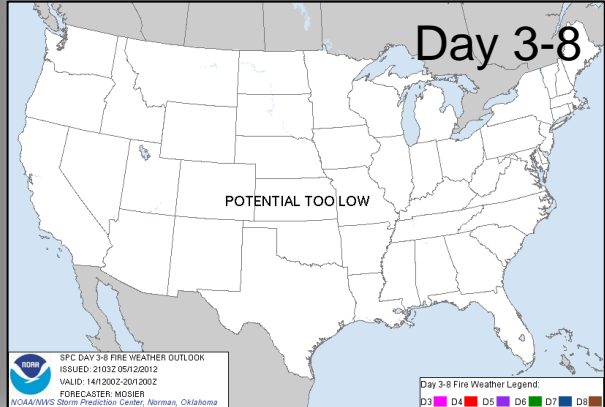 Day 3-8
POTENTIAL TOO LOW
NOAA
SPC DAY 3-8 FIRE WEATHER OUTLOOK
ISSUED: 2103Z 05/12/2012
VALID: 14/1200Z-20/1200Z
FORECASTER: MOSIER
NOAA/NWS Storm Prediction Center, Norman, Oklahoma
Day 3-8 Fire Weather Legend:
D3 D4 D5 D6 D7 D8